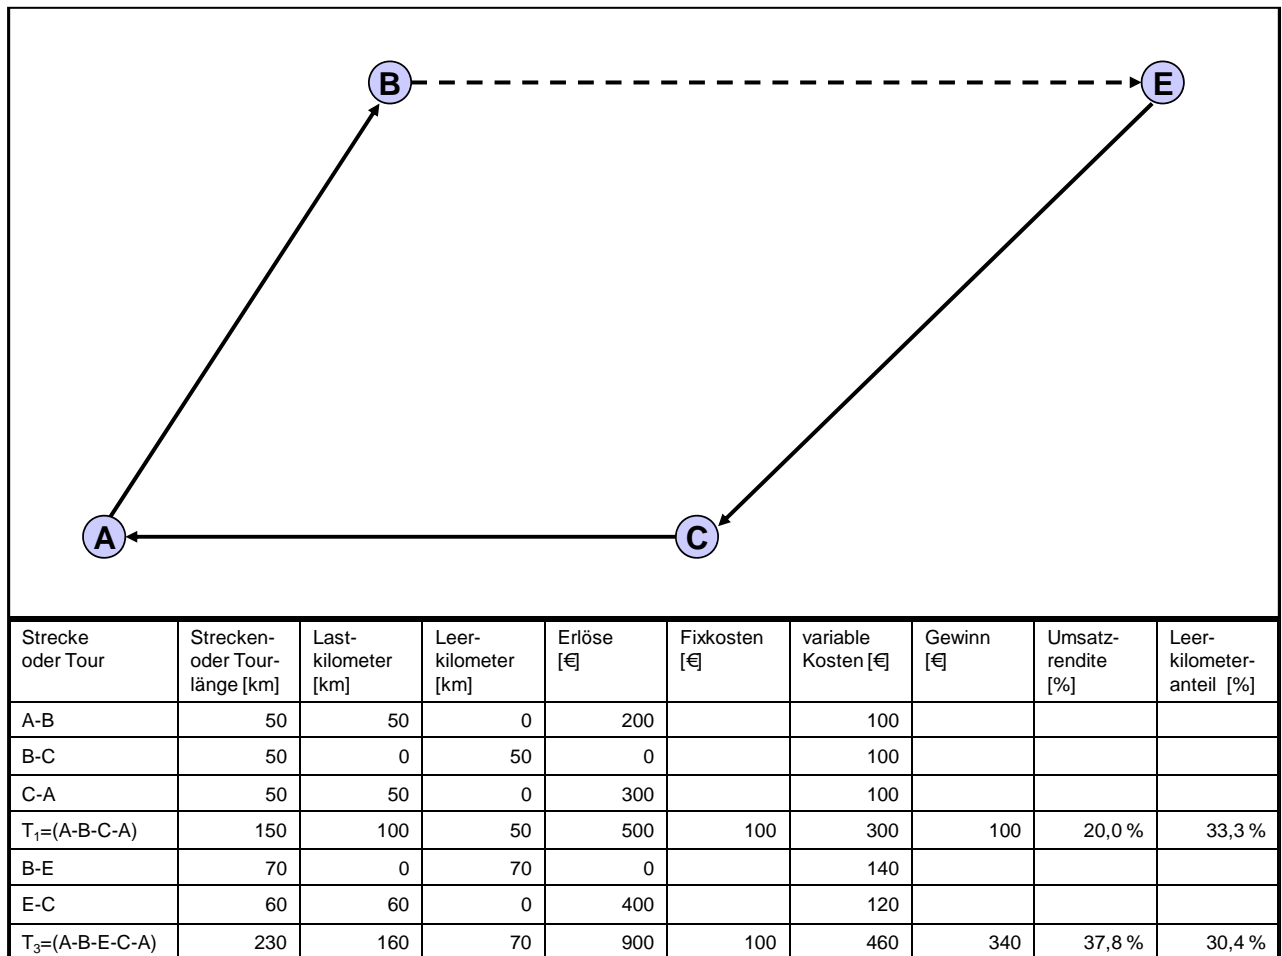 B
E
A
C
Strecke oder Tour | Strecken- oder Tour- länge [km] | Last- kilometer [km] | Leer- kilometer [km] | Erlöse [€] | Fixkosten [€] | variable Kosten [€] | Gewinn [€] | Umsatz- rendite [%] | Leer- kilometer- anteil [%]
A-B 50 50 0 200 100
B-C 50 0 50 0 100
C-A 50 50 0 300 100
T₁=(A-B-C-A) 150 100 50 500 100 300 100 20,0 % 33,3 %
B-E 70 0 70 0 140
E-C 60 60 0 400 120
T₃=(A-B-E-C-A) 230 160 70 900 100 460 340 37,8 % 30,4 %